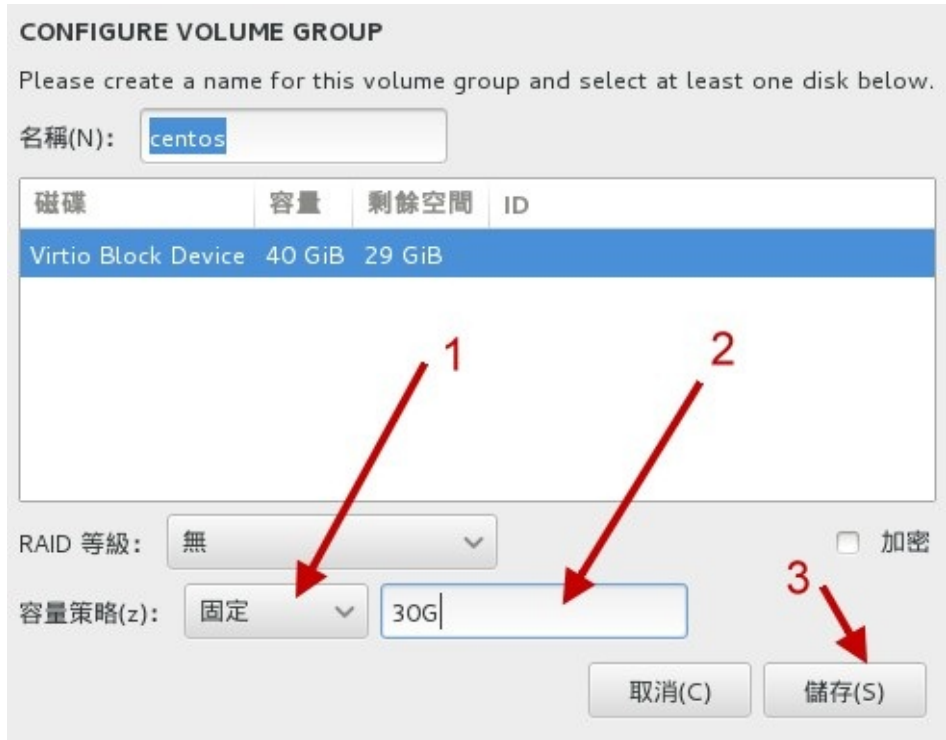 CONFIGURE VOLUME GROUP
Please create a name for this volume group and select at least one disk below.
名稱(N): centos
磁碟 容量 剩餘空間 ID
Virtio Block Device 40 GiB 29 GiB
1 2
RAID 等級: 無 加密
3
容量策略(z): 固定 30G
取消(C) 儲存(S)